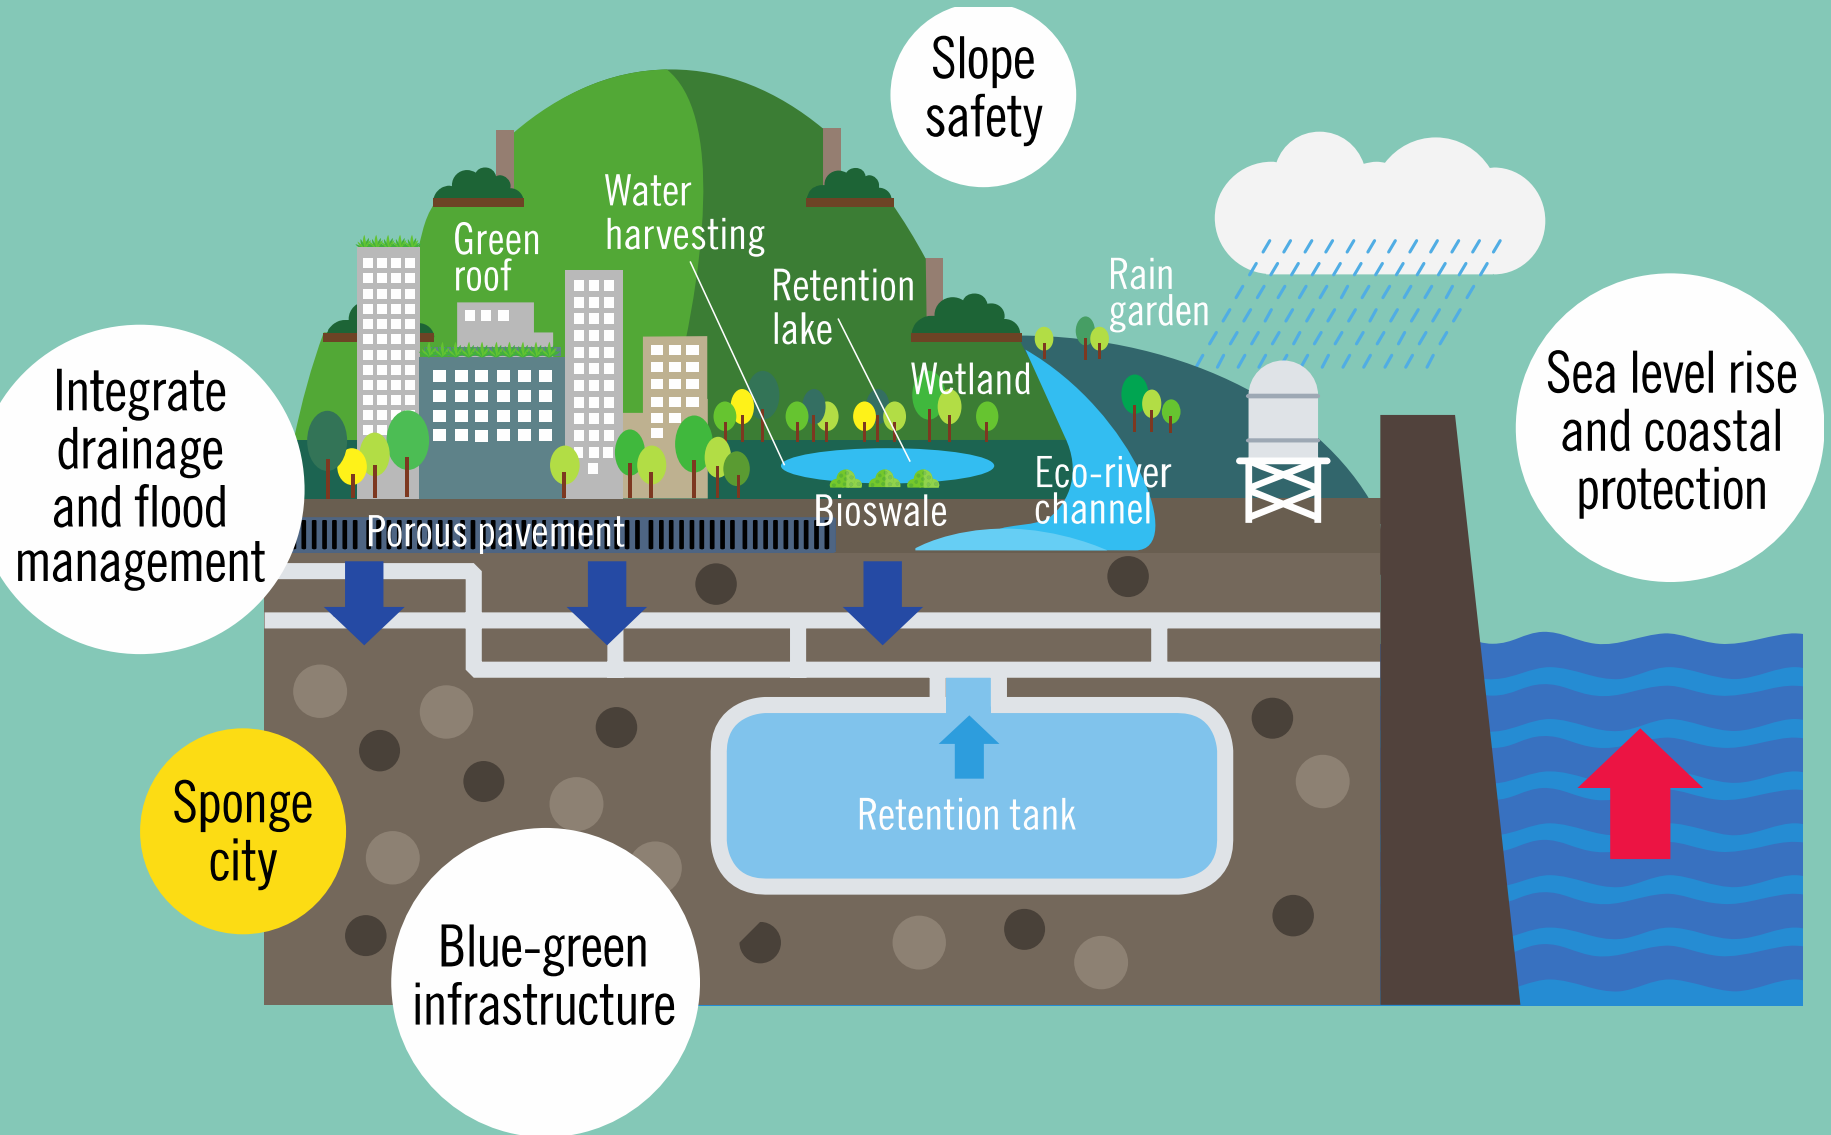 Slope
safety
Water
harvesting
Green
roof
Retention
lake
Rain
garden
Wetland
Integrate
drainage
and flood
management
Sea level rise
and coastal
protection
Eco-river
channel
Bioswale
Porous pavement
Sponge
city
Retention tank
Blue-green
infrastructure